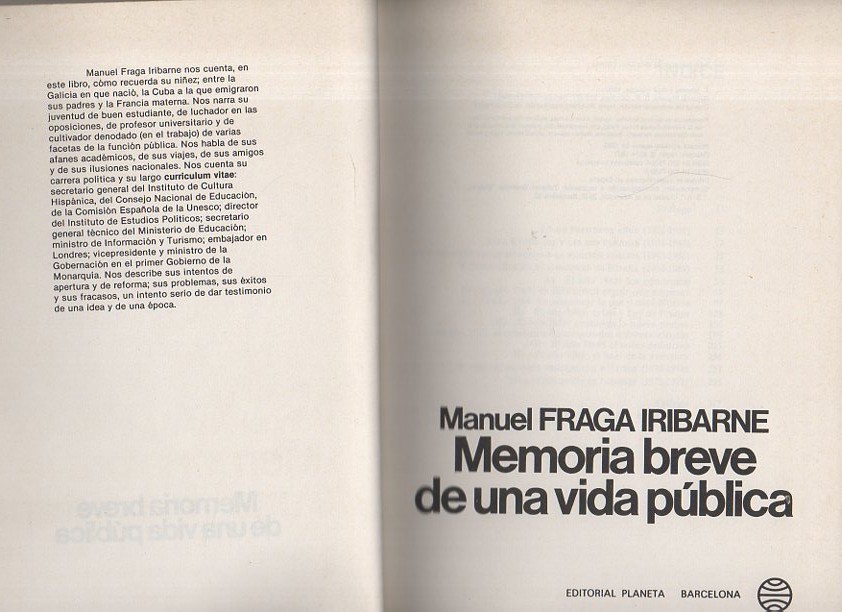 Manuel Fraga Iribarne nos cuenta, en
este libro, cómo recuerda su niñez; entre la
Galicia en que nació, la Cuba a la que emigraron
sus padres y la Francia materna. Nos narra su
juventud de buen estudiante, de luchador en las
oposiciones, de profesor universitario y de
cultivador denodado (en el trabajo) de varias
facetas de la función pública. Nos habla de sus
afanes académicos, de sus viajes, de sus amigos
y de sus ilusiones nacionales. Nos cuenta su
carrera política y su largo curriculum vitae:
secretario general del Instituto de Cultura
Hispánica, del Consejo Nacional de Educación,
de la Comisión Española de la Unesco; director
del Instituto de Estudios Políticos; secretario
general técnico del Ministerio de Educación;
ministro de Información y Turismo; embajador en
Londres; vicepresidente y ministro de la
Gobernación en el primer Gobierno de la
Monarquía. Nos describe sus intentos de
apertura y de reforma; sus problemas, sus éxitos
y sus fracasos, un intento serio de dar testimonio
de una idea y de una época.
Manuel FRAGA IRIBARNE
Memoria breve
de una vida pública
EDITORIAL PLANETA BARCELONA